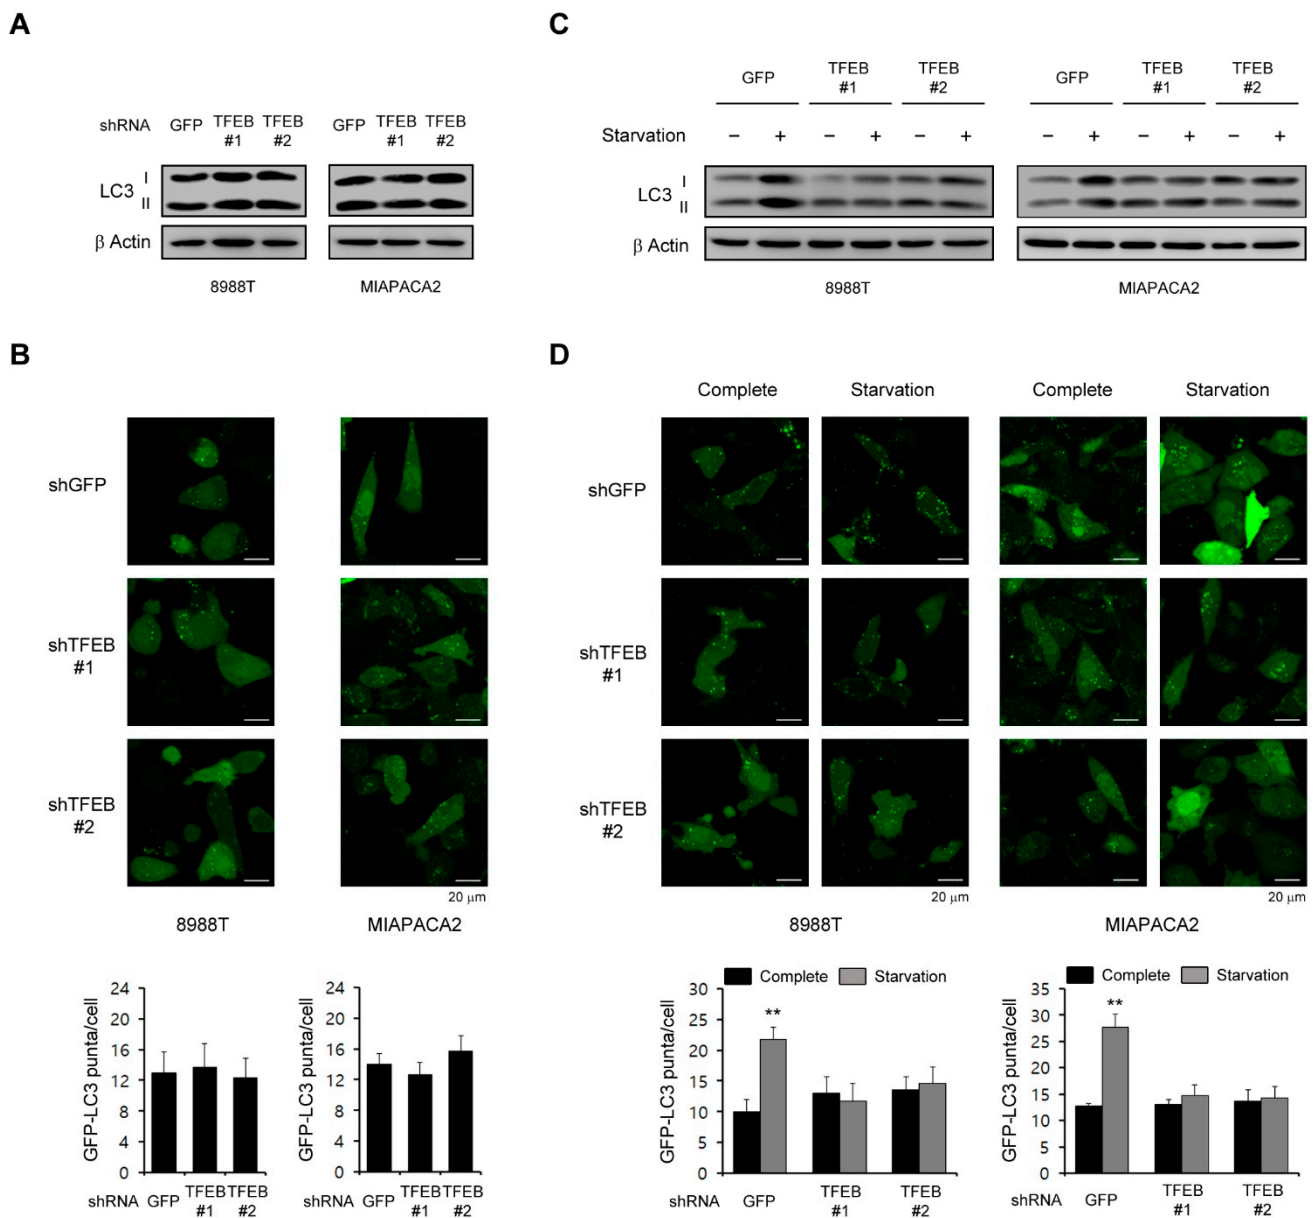 A
shRNA GFP TFEB #1 TFEB #2 GFP TFEB #1 TFEB #2
LC3 I
II
β Actin
8988T MIAPACA2
C
GFP TFEB #1 TFEB #2 GFP TFEB #1 TFEB #2
Starvation − + − + − + − + − + − +
LC3 I
II
β Actin
8988T MIAPACA2
B
shGFP
shTFEB
#1
shTFEB
#2
20 μm
8988T MIAPACA2
GFP-LC3 punta/cell
24
20
16
12
8
4
0
shRNA GFP TFEB #1 TFEB #2
GFP-LC3 punta/cell
24
20
16
12
8
4
0
GFP TFEB #1 TFEB #2
D
Complete Starvation Complete Starvation
shGFP
shTFEB
#1
shTFEB
#2
20 μm 20 μm
8988T MIAPACA2
Complete Starvation
GFP-LC3 punta/cell
30
25
20
15
10
5
0
**
shRNA GFP TFEB #1 TFEB #2
Complete Starvation
GFP-LC3 punta/cell
35
30
25
20
15
10
5
0
**
shRNA GFP TFEB #1 TFEB #2